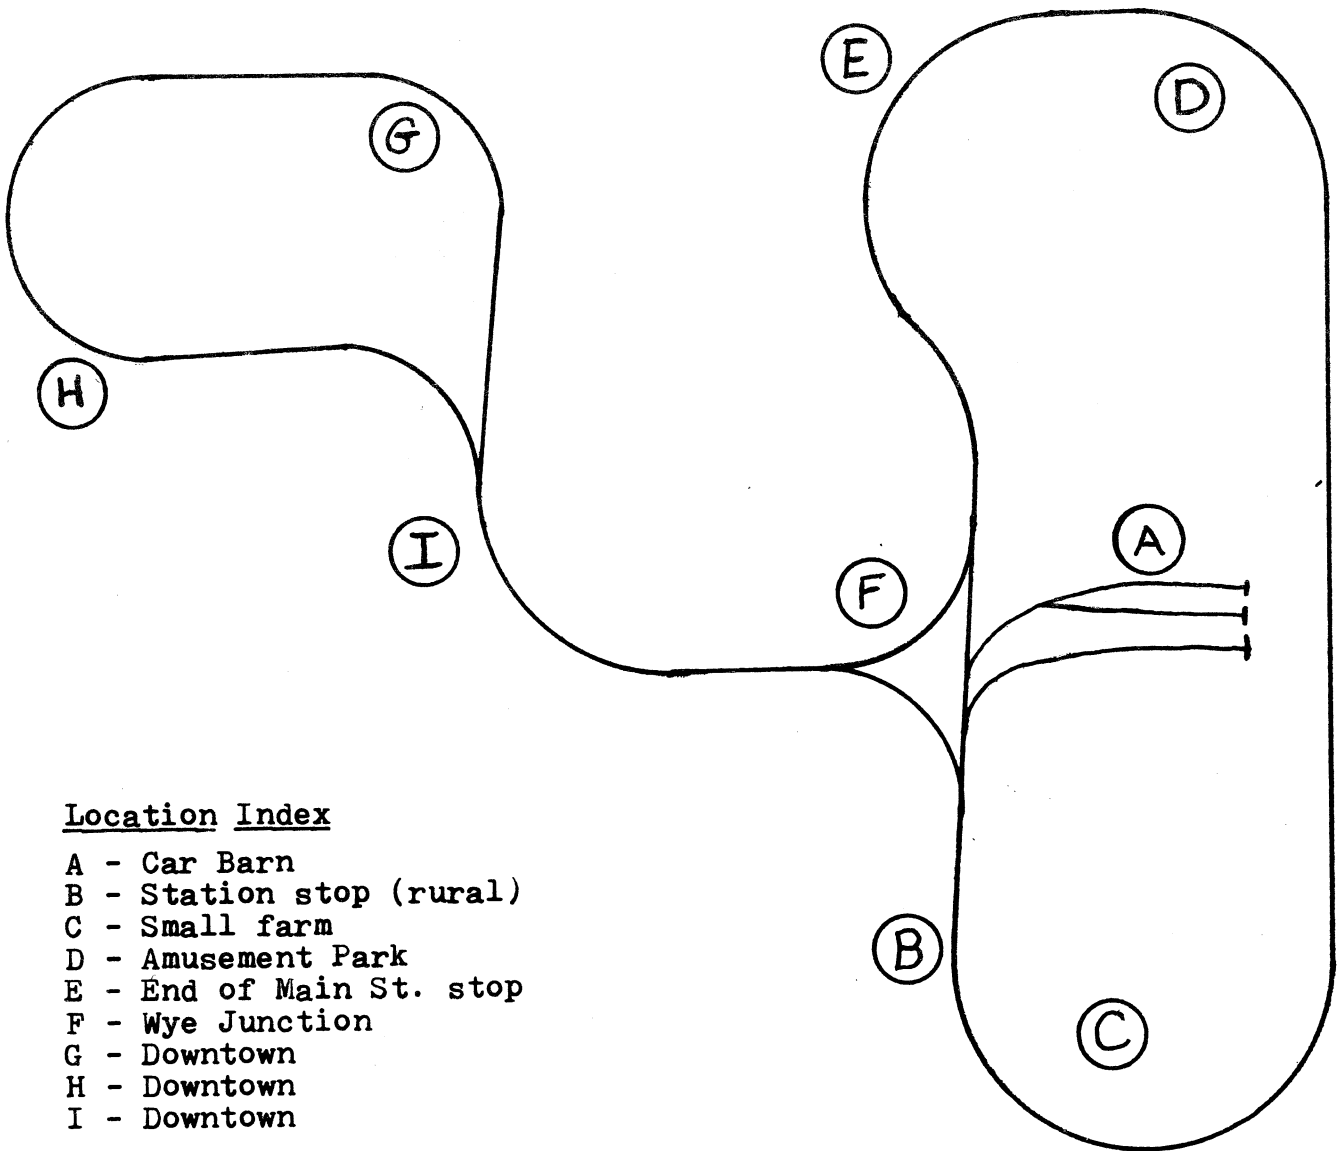 E
D
G
H
I
A
F
B
C
Location Index
A - Car Barn
B - Station stop (rural)
C - Small farm
D - Amusement Park
E - End of Main St. stop
F - Wye Junction
G - Downtown
H - Downtown
I - Downtown